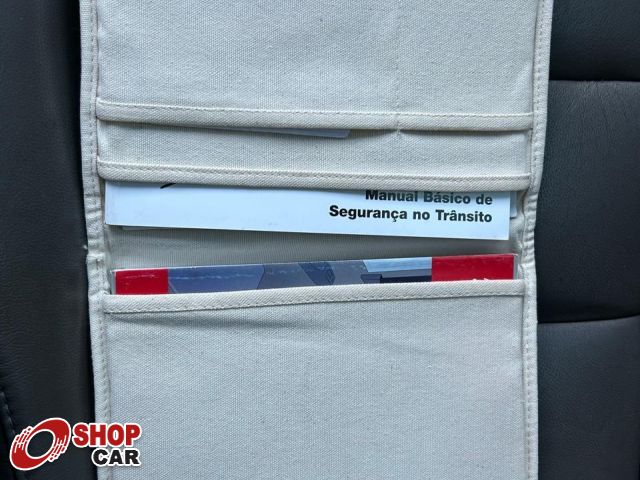 Manual Básico de
Segurança no Trânsito
SHOP
CAR